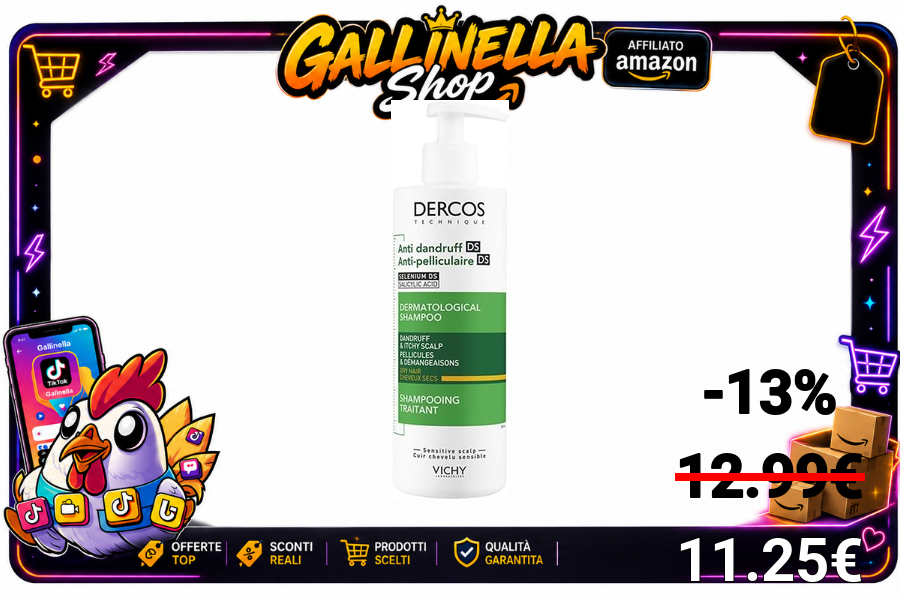 GALLINELLA
Shop
AFFILIATO
amazon
DERCOS
TECHNIQUE
Anti dandruff DS
Anti-pelliculaire DS
SELENIUM DS
SALICYLIC ACID
DERMATOLOGICAL
SHAMPOO
DANDRUFF
& ITCHY SCALP
PELLICULES
& DÉMANGEAISONS
DRY HAIR
CHEVEUX SECS
SHAMPOOING
TRAITANT
Sensitive scalp
Cuir chevelu sensible
VICHY
LABORATOIRES
Gallinella
TikTok
Gallinella
-13%
12.99€
11.25€
OFFERTE
TOP
SCONTI
REALI
PRODOTTI
SCELTI
QUALITÀ
GARANTITA